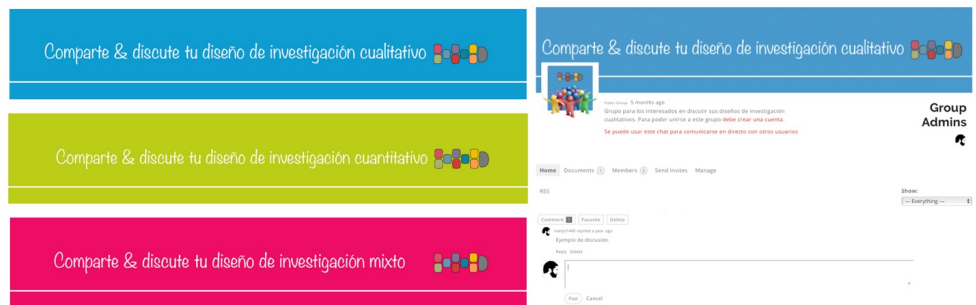 Comparte & discute tu diseño de investigación cualitativo
Comparte & discute tu diseño de investigación cuantitativo
Comparte & discute tu diseño de investigación mixto
Comparte & discute tu diseño de investigación cualitativo
Public Group 5 months ago
Grupo para los interesados en discutir sus diseños de investigación
cualitativos. Para poder unirse a este grupo debe crear una cuenta.
Se puede usar este chat para comunicarse en directo con otros usuarios
Group
Admins
Home Documents 1 Members Send Invites Manage
RSS
Show:
— Everything —
Comment Favorite Delete
replied a year ago
Ejemplo de discusión.
Reply Delete
Post Cancel